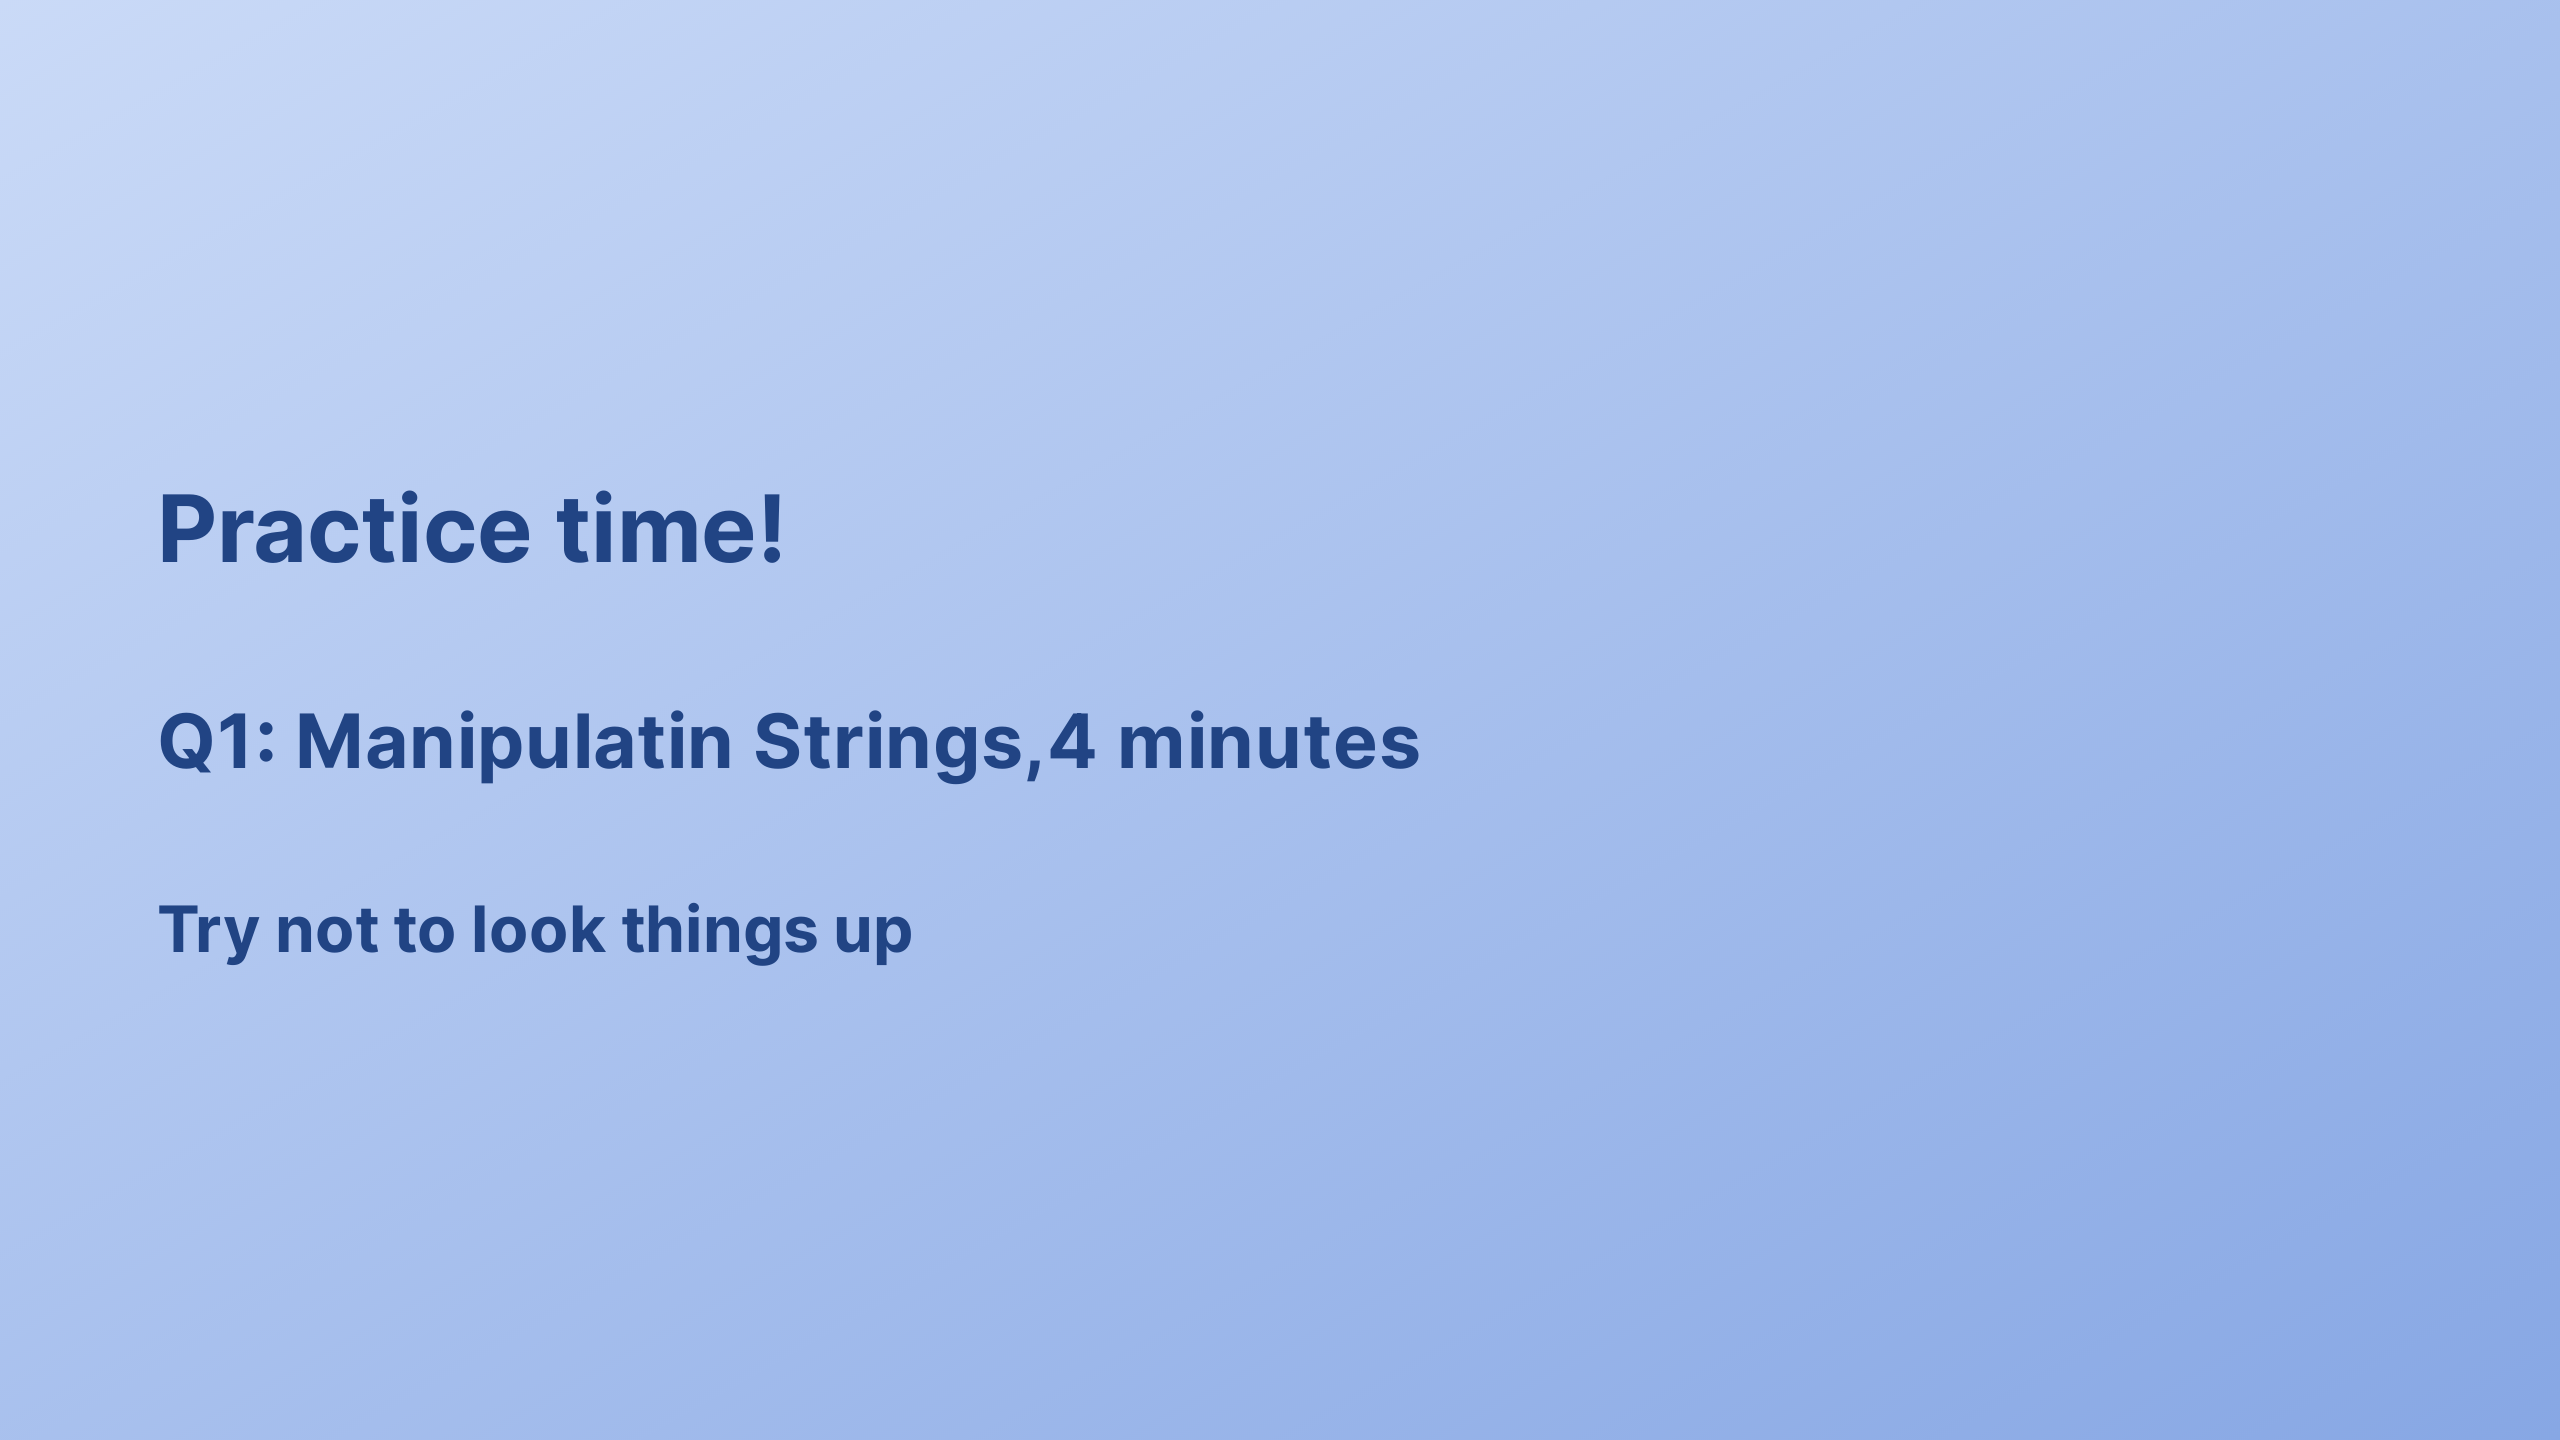 Practice time!
Q1: Manipulatin Strings,4 minutes
Try not to look things up